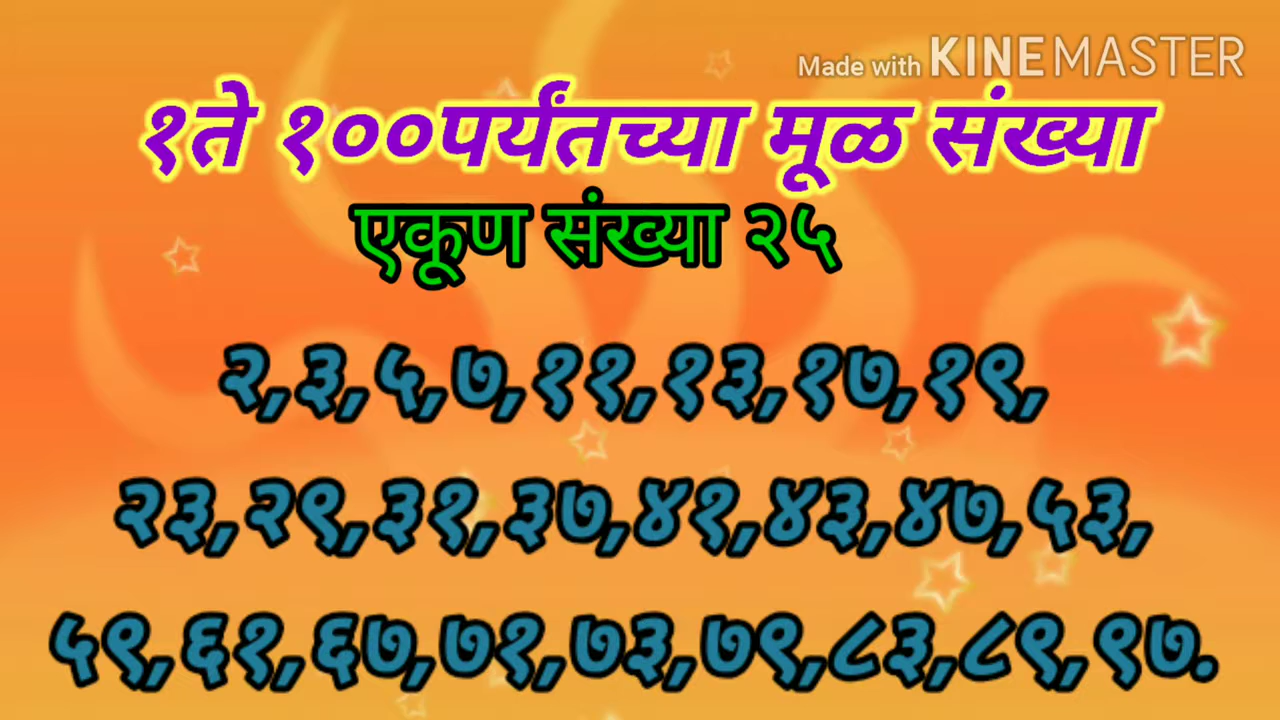 Made with KINEMASTER
१ते १००पर्यंतच्या मूळ संख्या
एकूण संख्या २५
२,३,५,७,११,१३,१७,१९,
२३,२९,३१,३७,४१,४३,४७,५३,
५९,६१,६७,७१,७३,७९,८३,८९,९७.